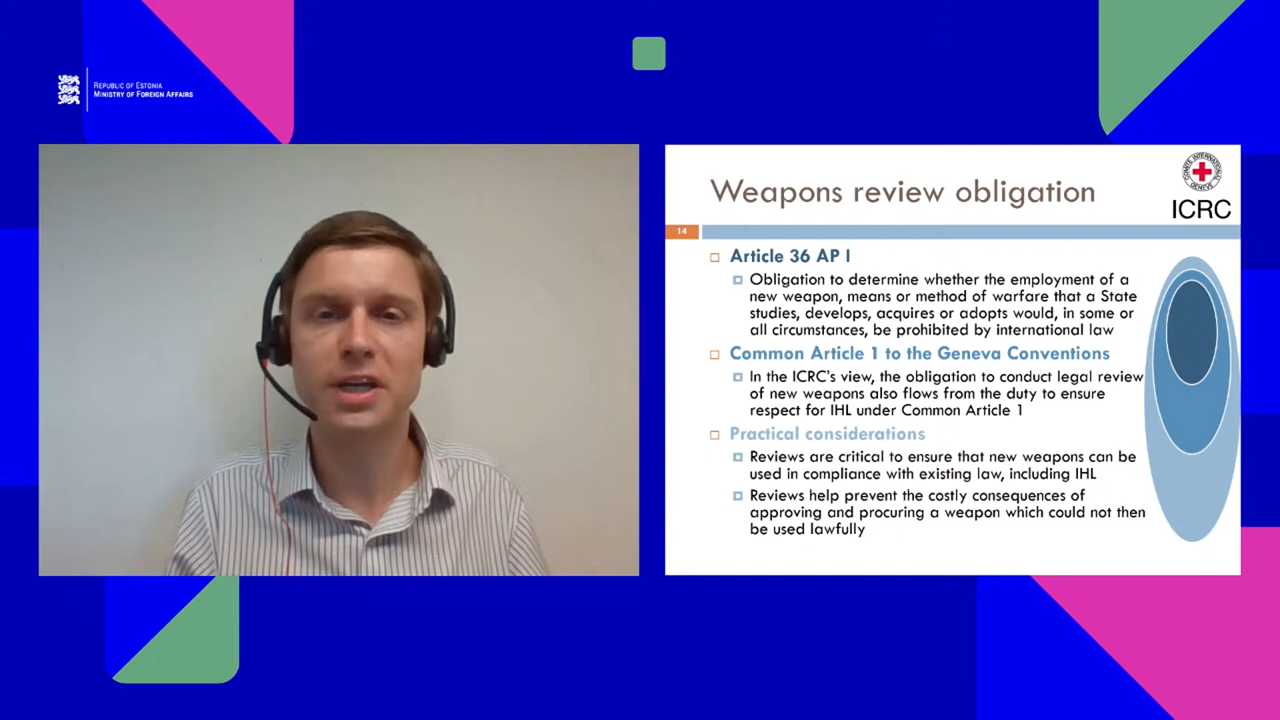 REPUBLIC OF ESTONIA
MINISTRY OF FOREIGN AFFAIRS
Weapons review obligation
COMITE INTERNATIONAL
GENEVE
ICRC
14
Article 36 AP I
Obligation to determine whether the employment of a
new weapon, means or method of warfare that a State
studies, develops, acquires or adopts would, in some or
all circumstances, be prohibited by international law
Common Article 1 to the Geneva Conventions
In the ICRC's view, the obligation to conduct legal review
of new weapons also flows from the duty to ensure
respect for IHL under Common Article 1
Practical considerations
Reviews are critical to ensure that new weapons can be
used in compliance with existing law, including IHL
Reviews help prevent the costly consequences of
approving and procuring a weapon which could not then
be used lawfully